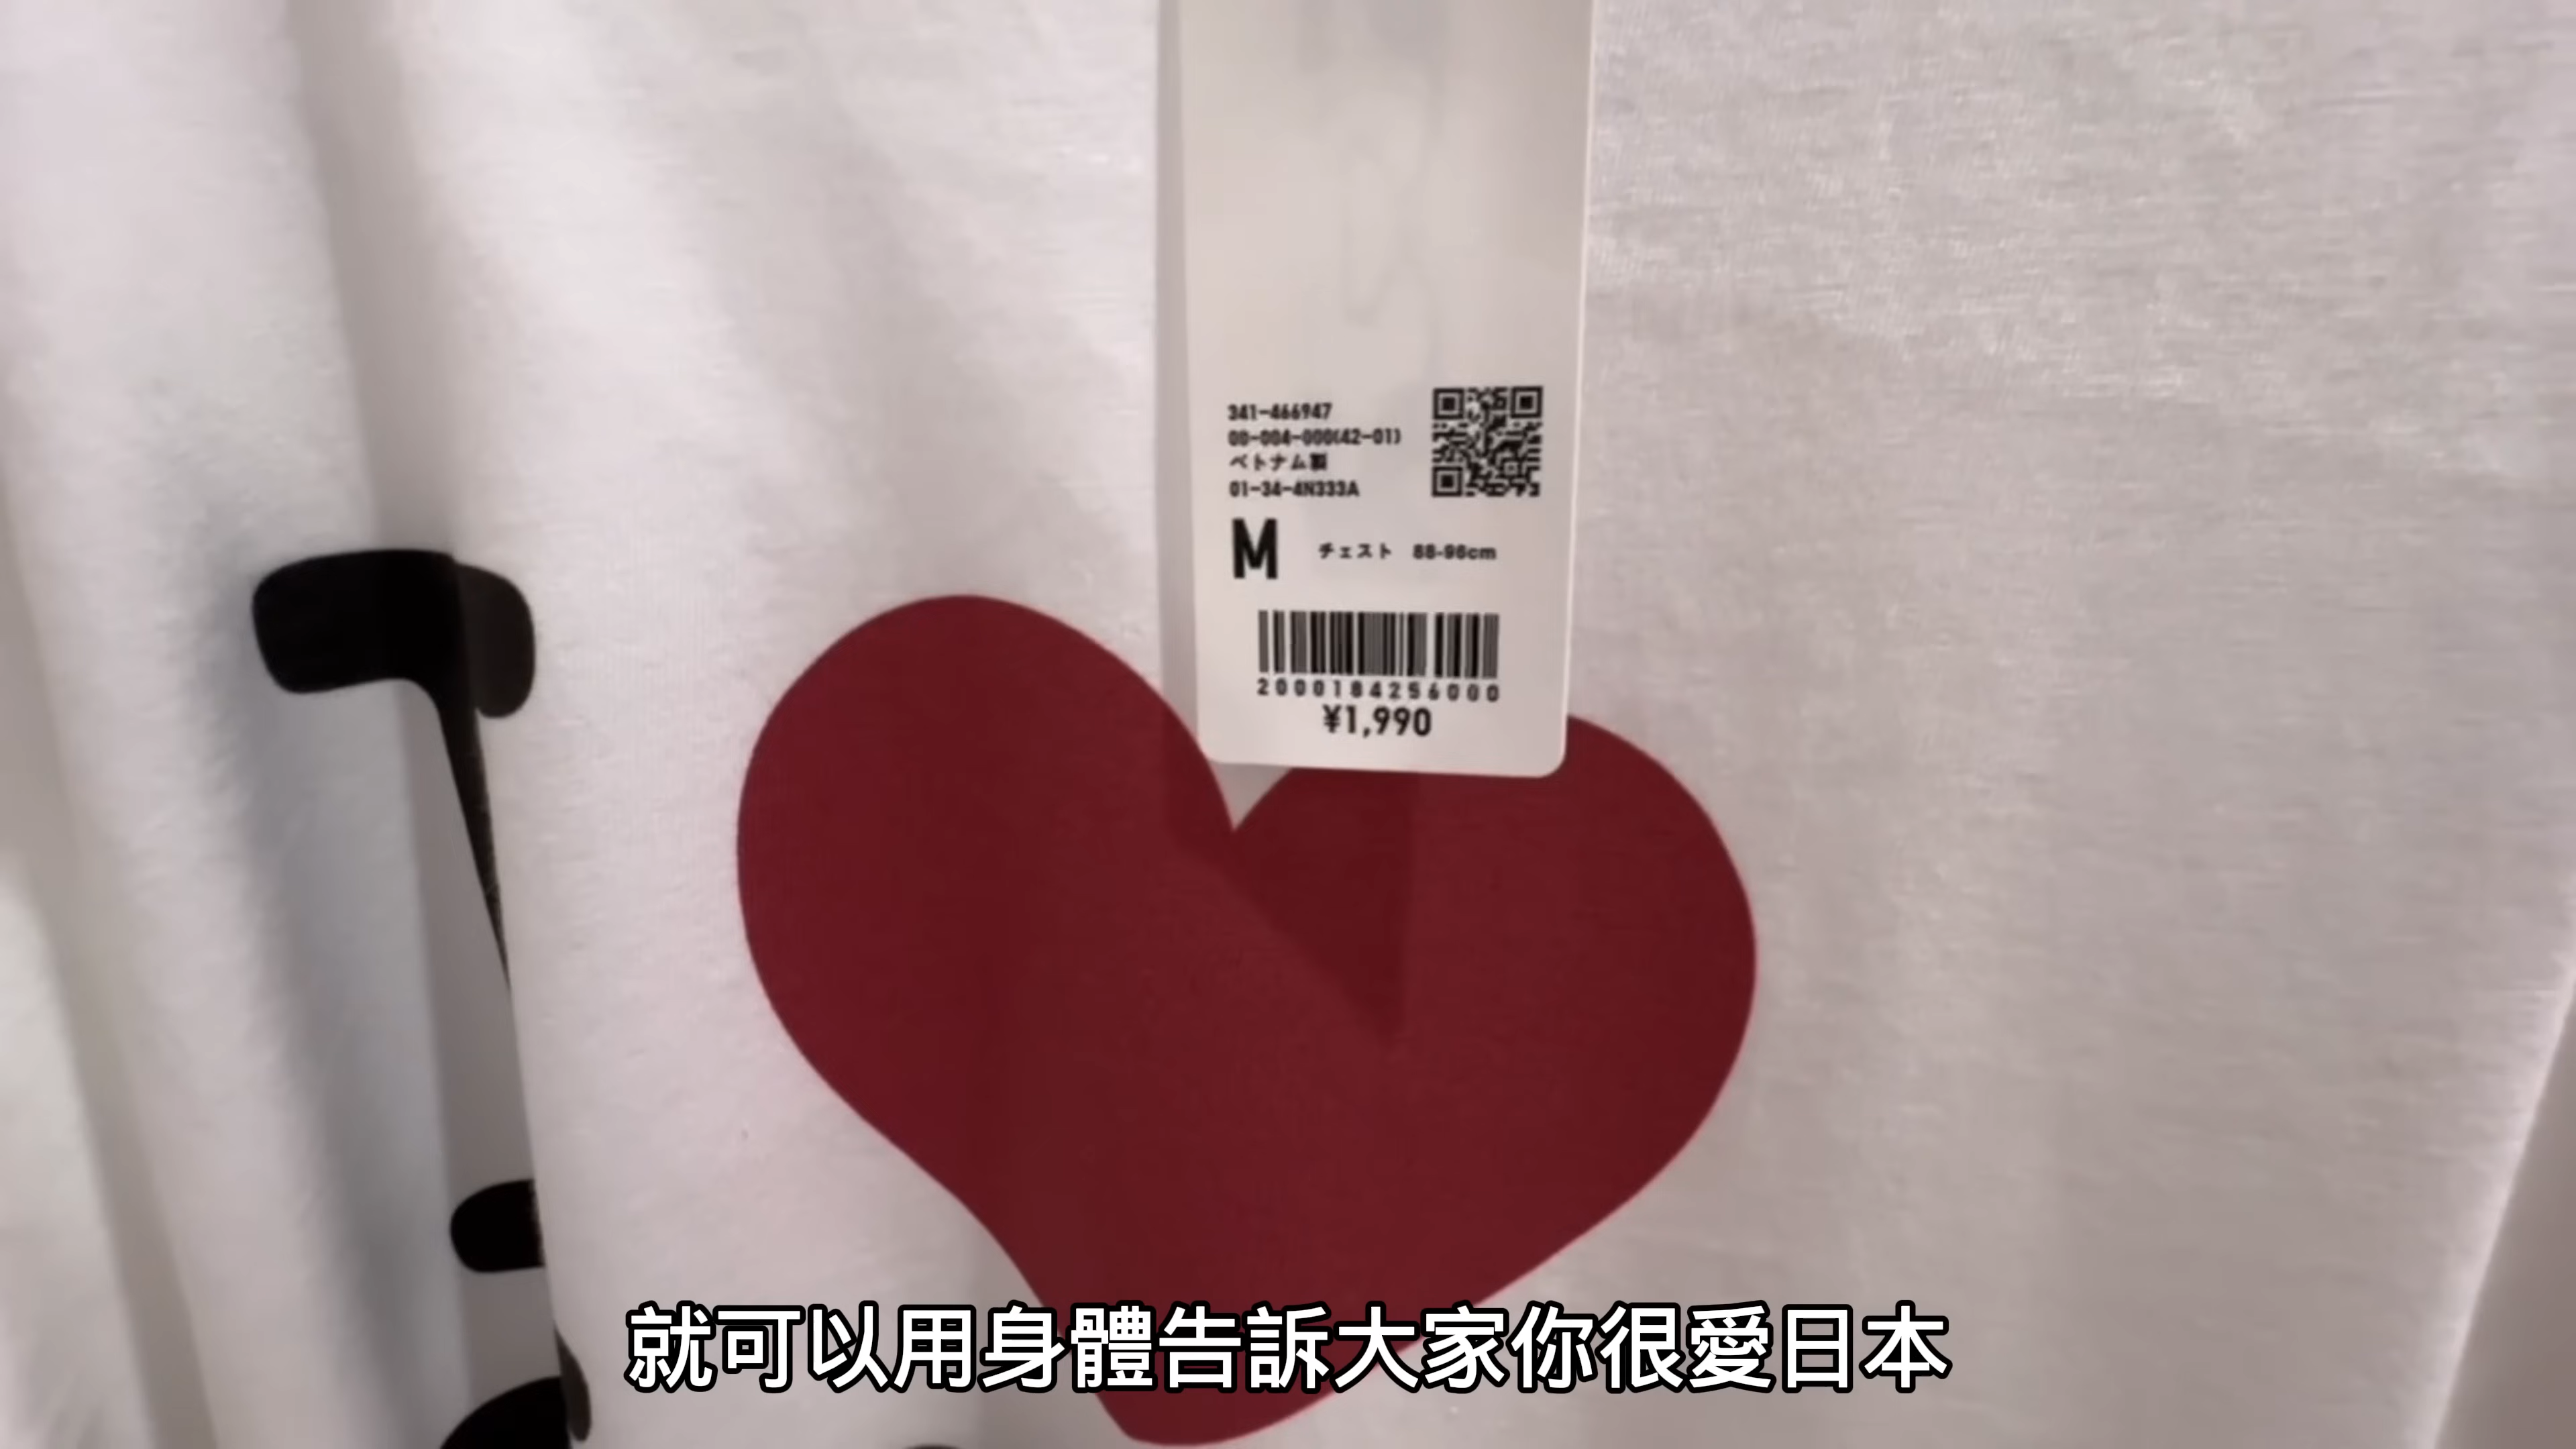 341-466947
00-004-000(42-01)
ベトナム製
01-34-4N333A
M チェスト 88-96cm
2000184256000
¥1,990
就可以用身體告訴大家你很愛日本